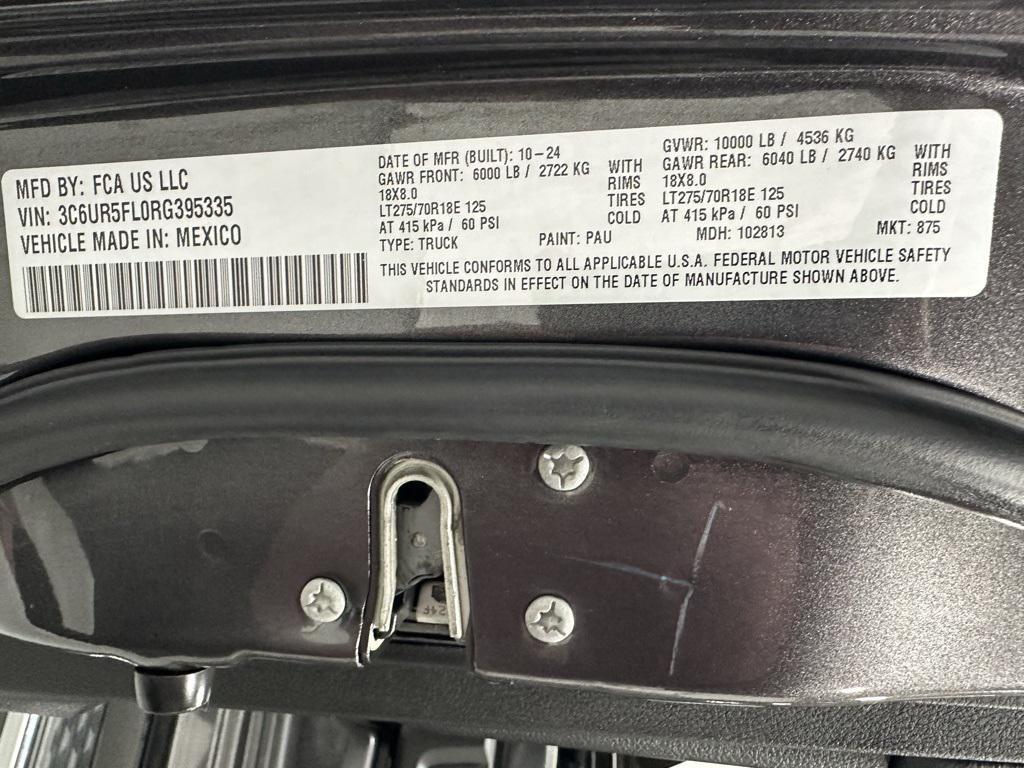 MFD BY: FCA US LLC
VIN: 3C6UR5FL0RG395335
VEHICLE MADE IN: MEXICO
DATE OF MFR (BUILT): 10-24
GAWR FRONT: 6000 LB / 2722 KG
18X8.0
LT275/70R18E 125
AT 415 kPa / 60 PSI
WITH
RIMS
TIRES
COLD
GVWR: 10000 LB / 4536 KG
GAWR REAR: 6040 LB / 2740 KG
18X8.0
LT275/70R18E 125
AT 415 kPa / 60 PSI
WITH
RIMS
TIRES
COLD
TYPE: TRUCK PAINT: PAU MDH: 102813 MKT: 875
THIS VEHICLE CONFORMS TO ALL APPLICABLE U.S.A. FEDERAL MOTOR VEHICLE SAFETY
STANDARDS IN EFFECT ON THE DATE OF MANUFACTURE SHOWN ABOVE.